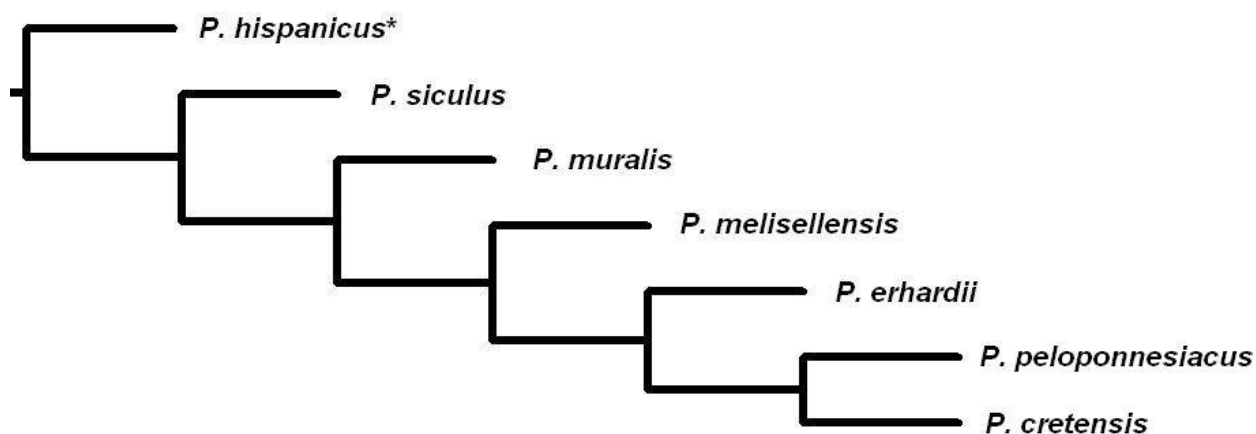 P. hispanicus*
P. siculus
P. muralis
P. melisellensis
P. erhardii
P. peloponnesiacus
P. cretensis